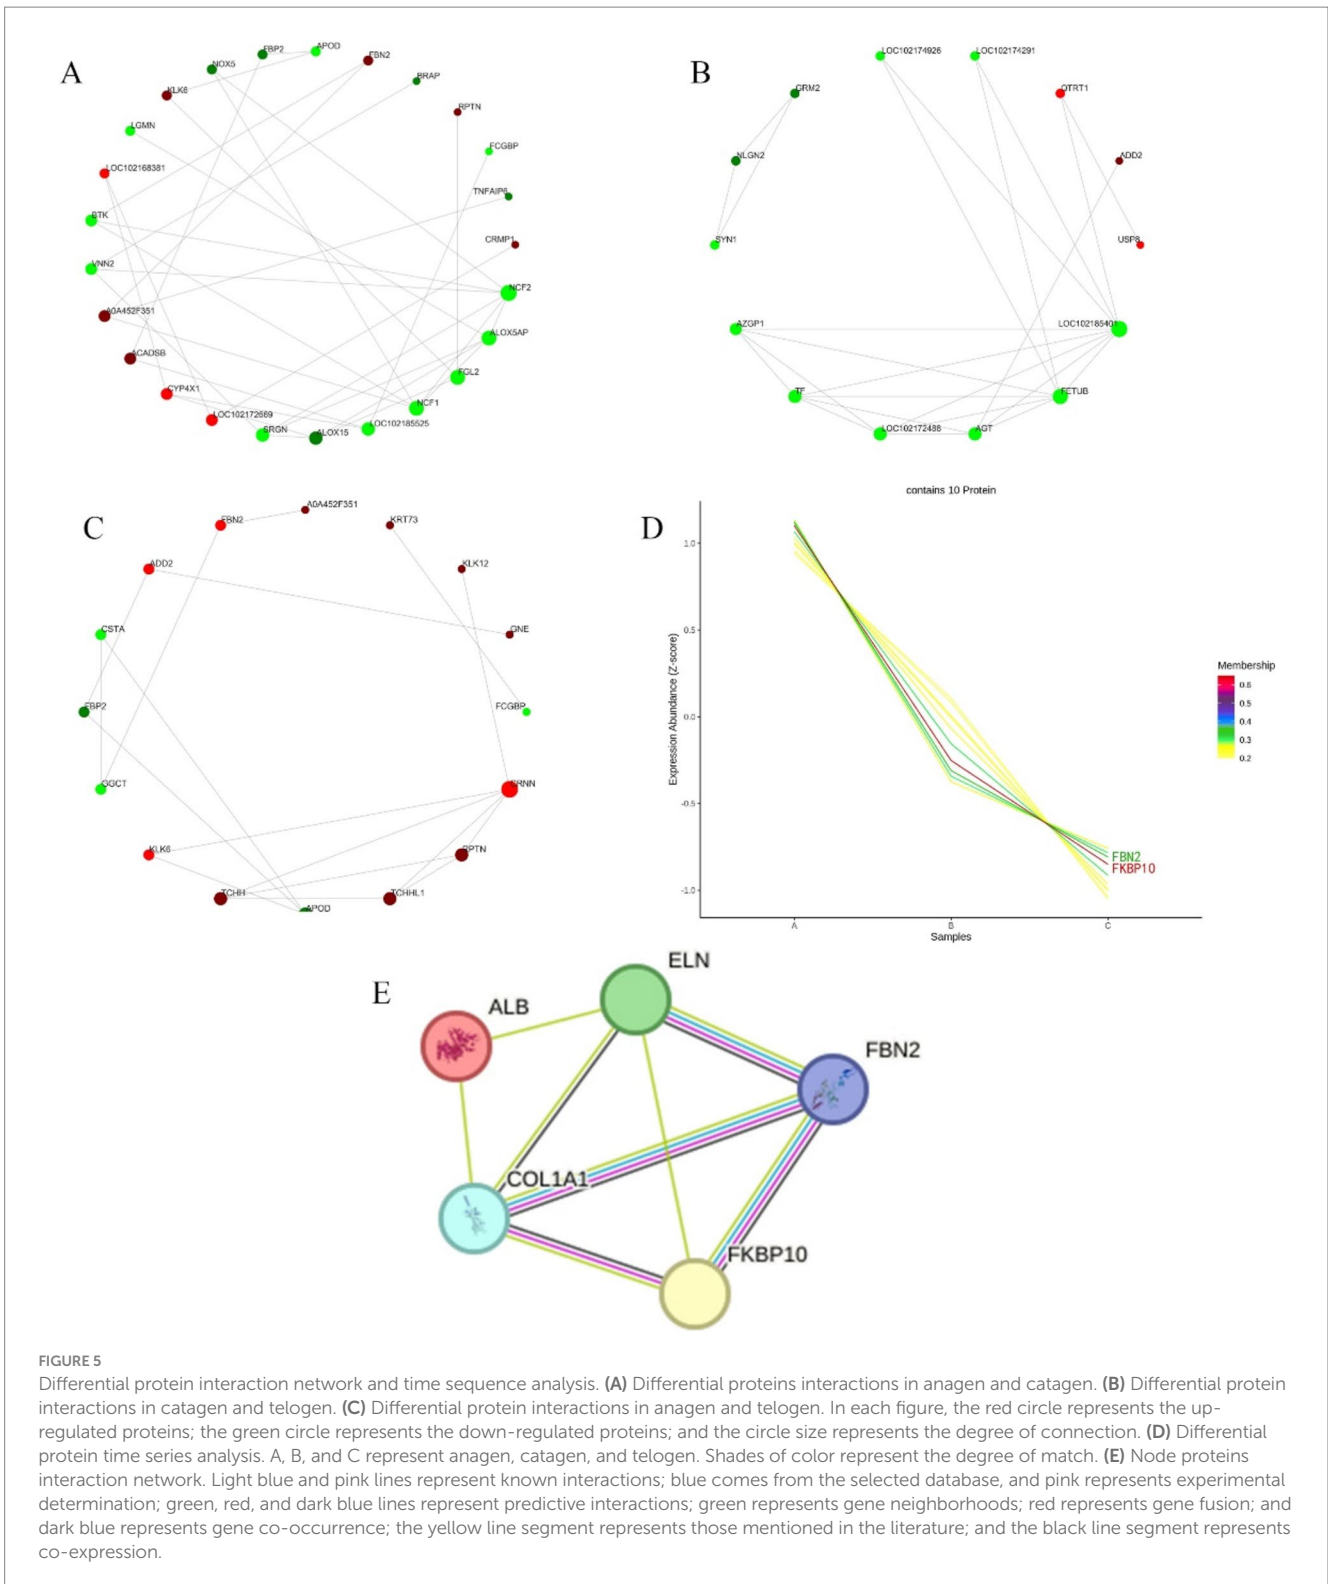 A
FBP2
APOD
FBN2
NOX5
BRAP
KLK6
RPTN
LGMN
FCGBP
LOC102168381
TNFAIP6
BTK
CRMP1
VNN2
NCF2
A0A452F351
ALOX5AP
ACADSB
FGL2
CYP4X1
NCF1
LOC102172669
LOC102185525
SRGN
ALOX15
B
LOC102174926
LOC102174291
GRM2
QTRT1
NLGN2
ADD2
SYN1
USP8
AZGP1
LOC102185401
TF
FETUB
LOC102172488
AGT
C
A0A452F351
FBN2
KRT73
ADD2
KLK12
CSTA
GNE
FBP2
FCGBP
GGCT
CRNN
KLK6
RPTN
TCHH
TCHHL1
APOD
D
contains 10 Protein
Expression Abundance (Z-score)
1.0
0.5
0.0
-0.5
-1.0
A
B
C
Samples
FBN2
FKBP10
Membership
0.6
0.5
0.4
0.3
0.2
E
ELN
ALB
FBN2
COL1A1
FKBP10
FIGURE 5
Differential protein interaction network and time sequence analysis. (A) Differential proteins interactions in anagen and catagen. (B) Differential protein
interactions in catagen and telogen. (C) Differential protein interactions in anagen and telogen. In each figure, the red circle represents the up-
regulated proteins; the green circle represents the down-regulated proteins; and the circle size represents the degree of connection. (D) Differential
protein time series analysis. A, B, and C represent anagen, catagen, and telogen. Shades of color represent the degree of match. (E) Node proteins
interaction network. Light blue and pink lines represent known interactions; blue comes from the selected database, and pink represents experimental
determination; green, red, and dark blue lines represent predictive interactions; green represents gene neighborhoods; red represents gene fusion; and
dark blue represents gene co-occurrence; the yellow line segment represents those mentioned in the literature; and the black line segment represents
co-expression.